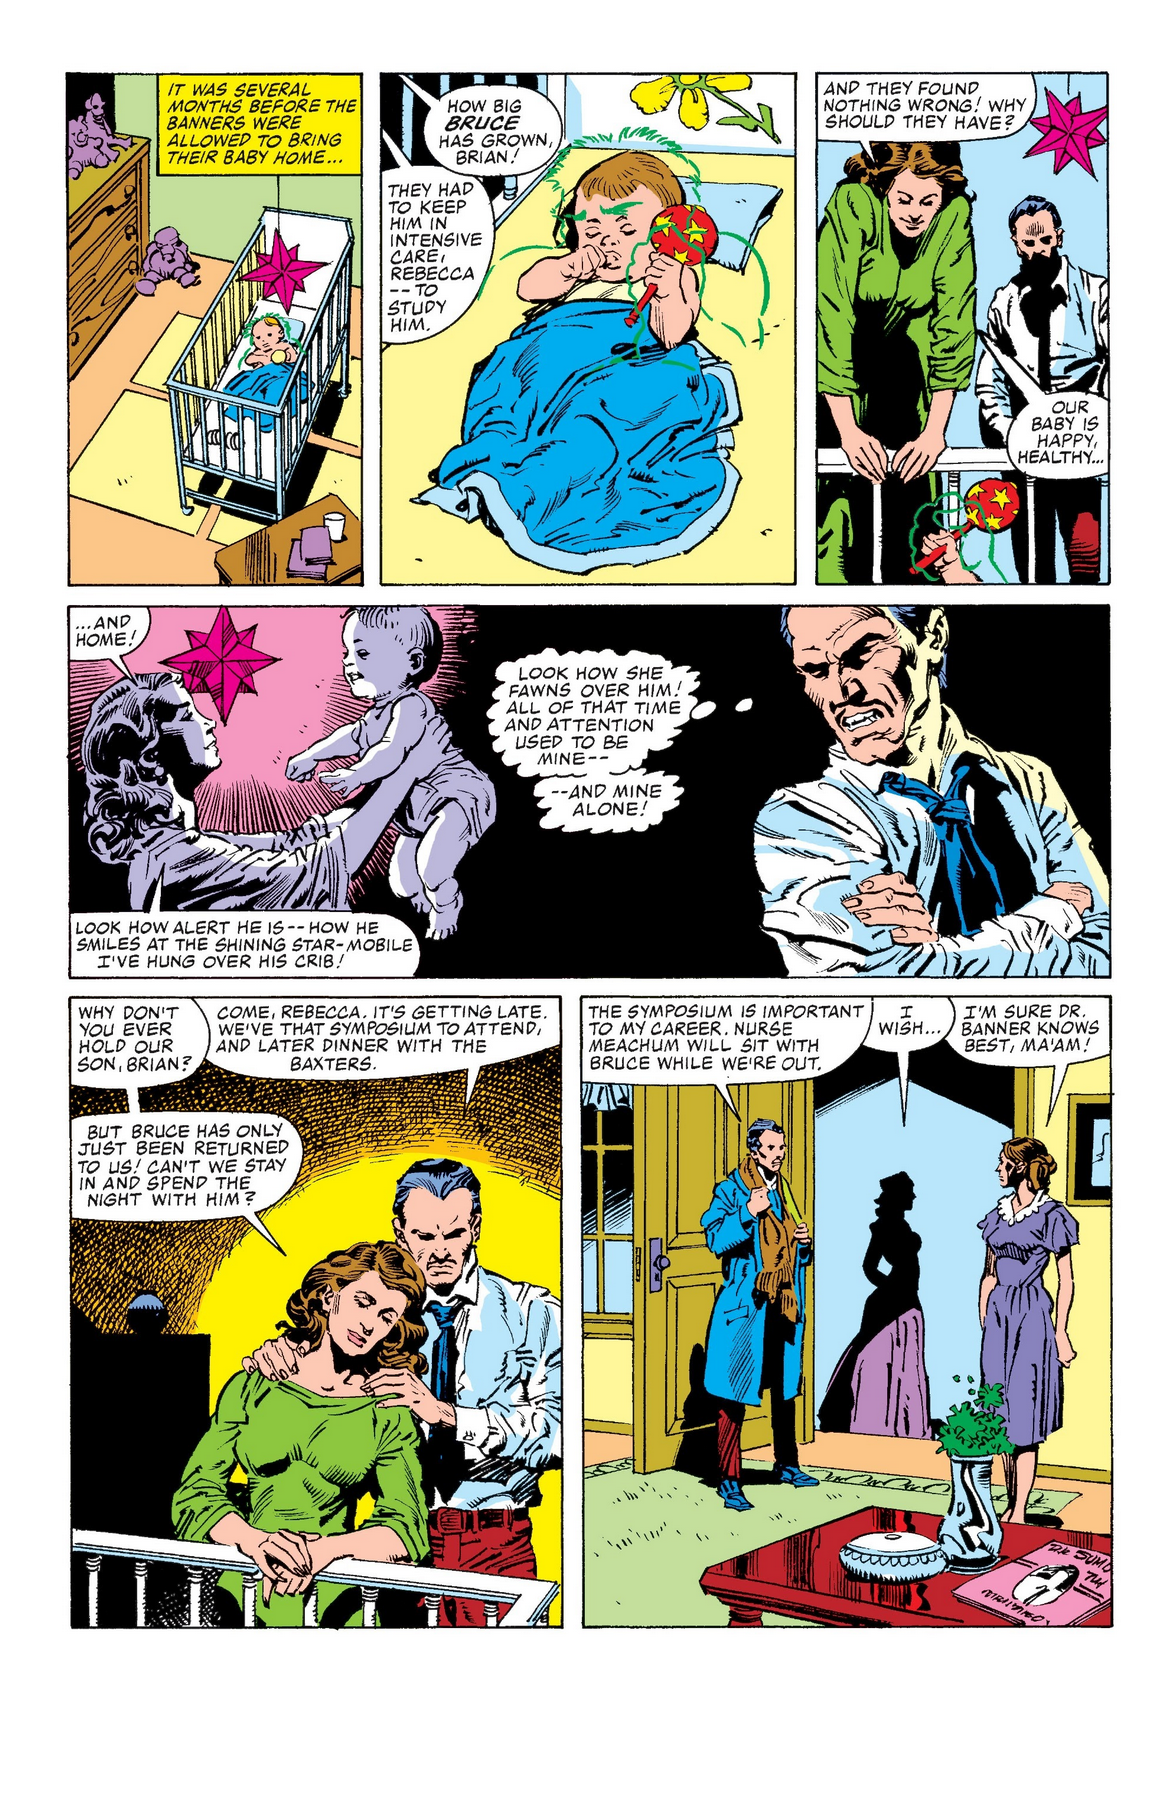 IT WAS SEVERAL
MONTHS BEFORE THE
BANNERS WERE
ALLOWED TO BRING
THEIR BABY HOME...
HOW BIG
BRUCE
HAS GROWN,
BRIAN!
THEY HAD
TO KEEP
HIM IN
INTENSIVE
CARE,
REBECCA
--TO
STUDY
HIM.
AND THEY FOUND
NOTHING WRONG! WHY
SHOULD THEY HAVE?
OUR
BABY IS
HAPPY,
HEALTHY...
...AND
HOME!
LOOK HOW ALERT HE IS--HOW HE
SMILES AT THE SHINING STAR-MOBILE
I'VE HUNG OVER HIS CRIB!
LOOK HOW SHE
FAWNS OVER HIM!
ALL OF THAT TIME
AND ATTENTION
USED TO BE
MINE--
--AND MINE
ALONE!
WHY DON'T
YOU EVER
HOLD OUR
SON, BRIAN?
COME, REBECCA. IT'S GETTING LATE.
WE'VE THAT SYMPOSIUM TO ATTEND,
AND LATER DINNER WITH THE
BAXTERS.
BUT BRUCE HAS ONLY
JUST BEEN RETURNED
TO US! CAN'T WE STAY
IN AND SPEND THE
NIGHT WITH HIM?
THE SYMPOSIUM IS IMPORTANT
TO MY CAREER. NURSE
MEACHUM WILL SIT WITH
BRUCE WHILE WE'RE OUT.
I
WISH...
I'M SURE DR.
BANNER KNOWS
BEST, MA'AM!